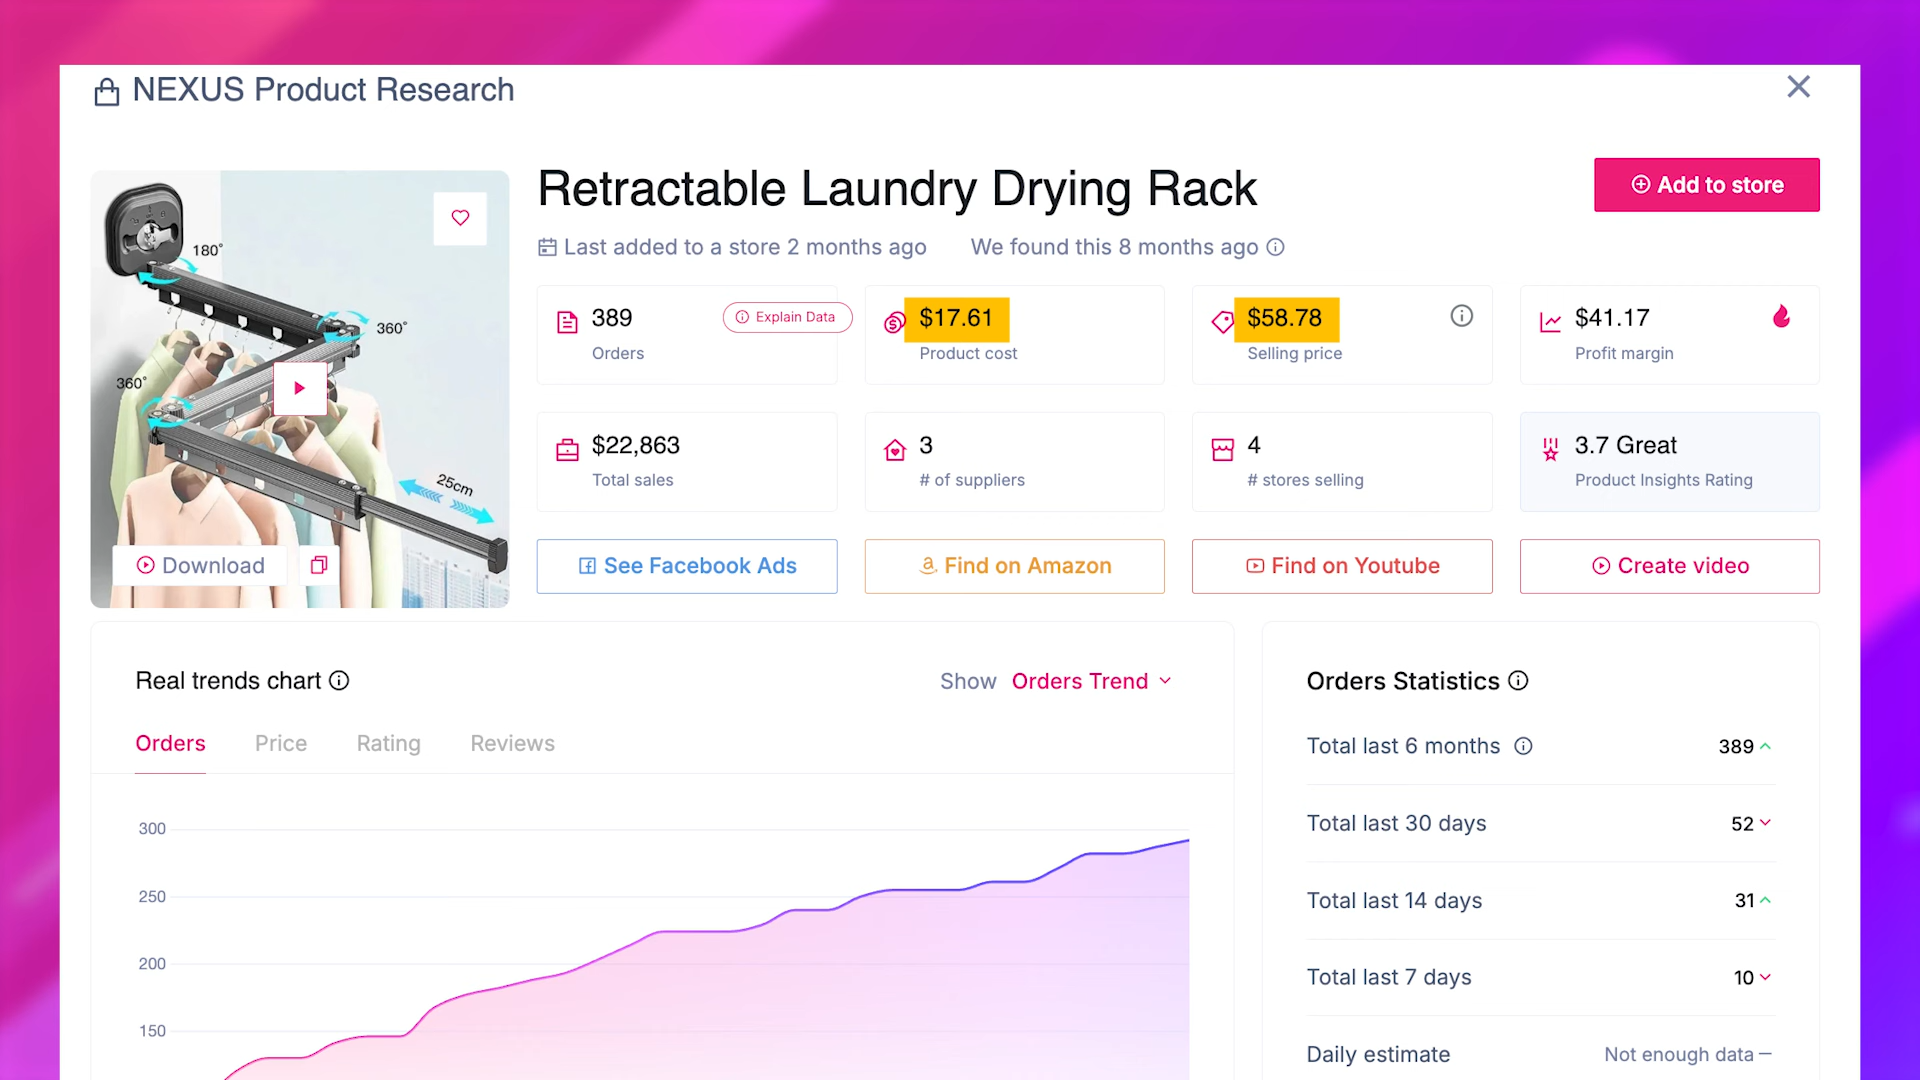 NEXUS Product Research
180°
360°
360°
25cm
Download
Retractable Laundry Drying Rack
Add to store
Last added to a store 2 months ago
We found this 8 months ago
389
Orders
Explain Data
$17.61
Product cost
$58.78
Selling price
$41.17
Profit margin
$22,863
Total sales
3
# of suppliers
4
# stores selling
3.7 Great
Product Insights Rating
See Facebook Ads
Find on Amazon
Find on Youtube
Create video
Real trends chart
Show Orders Trend
Orders Price Rating Reviews
300
250
200
150
Orders Statistics
Total last 6 months 389
Total last 30 days 52
Total last 14 days 31
Total last 7 days 10
Daily estimate Not enough data